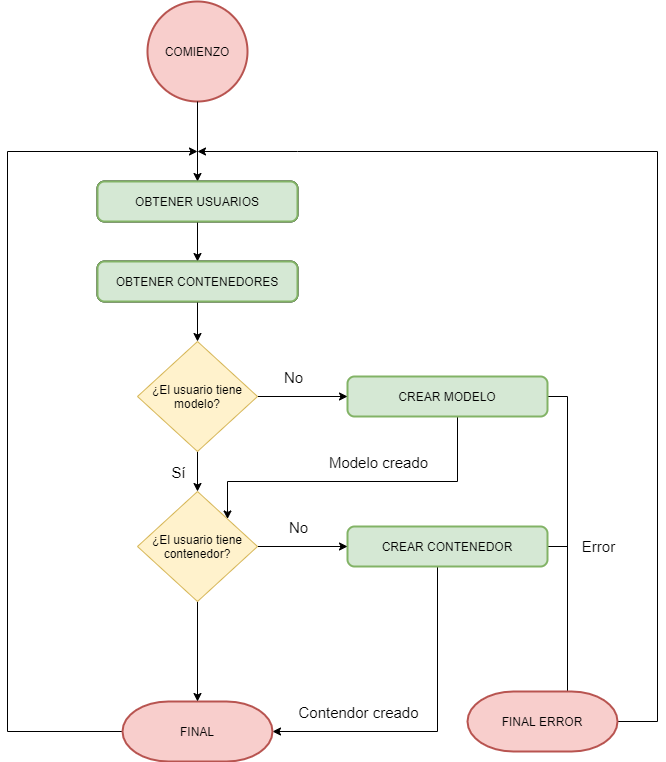 COMIENZO
OBTENER USUARIOS
OBTENER CONTENEDORES
¿El usuario tiene
modelo?
No
CREAR MODELO
Sí
Modelo creado
¿El usuario tiene
contenedor?
No
CREAR CONTENEDOR
Error
Contendor creado
FINAL
FINAL ERROR